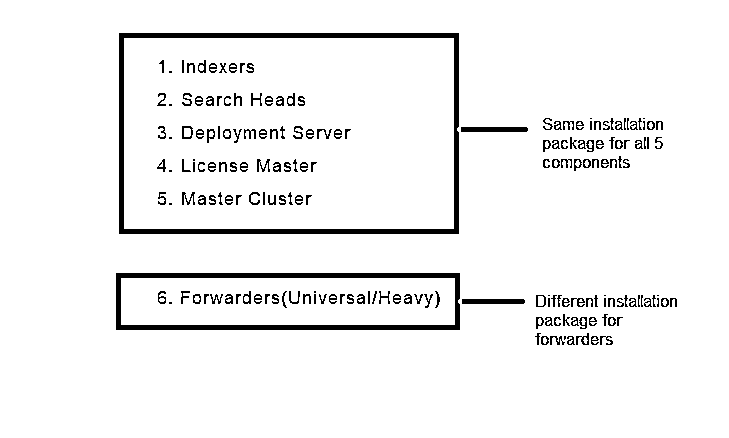 1. Indexers
2. Search Heads
3. Deployment Server
4. License Master
5. Master Cluster
Same installation
package for all 5
components
6. Forwarders(Universal/Heavy)
Different installation
package for
forwarders